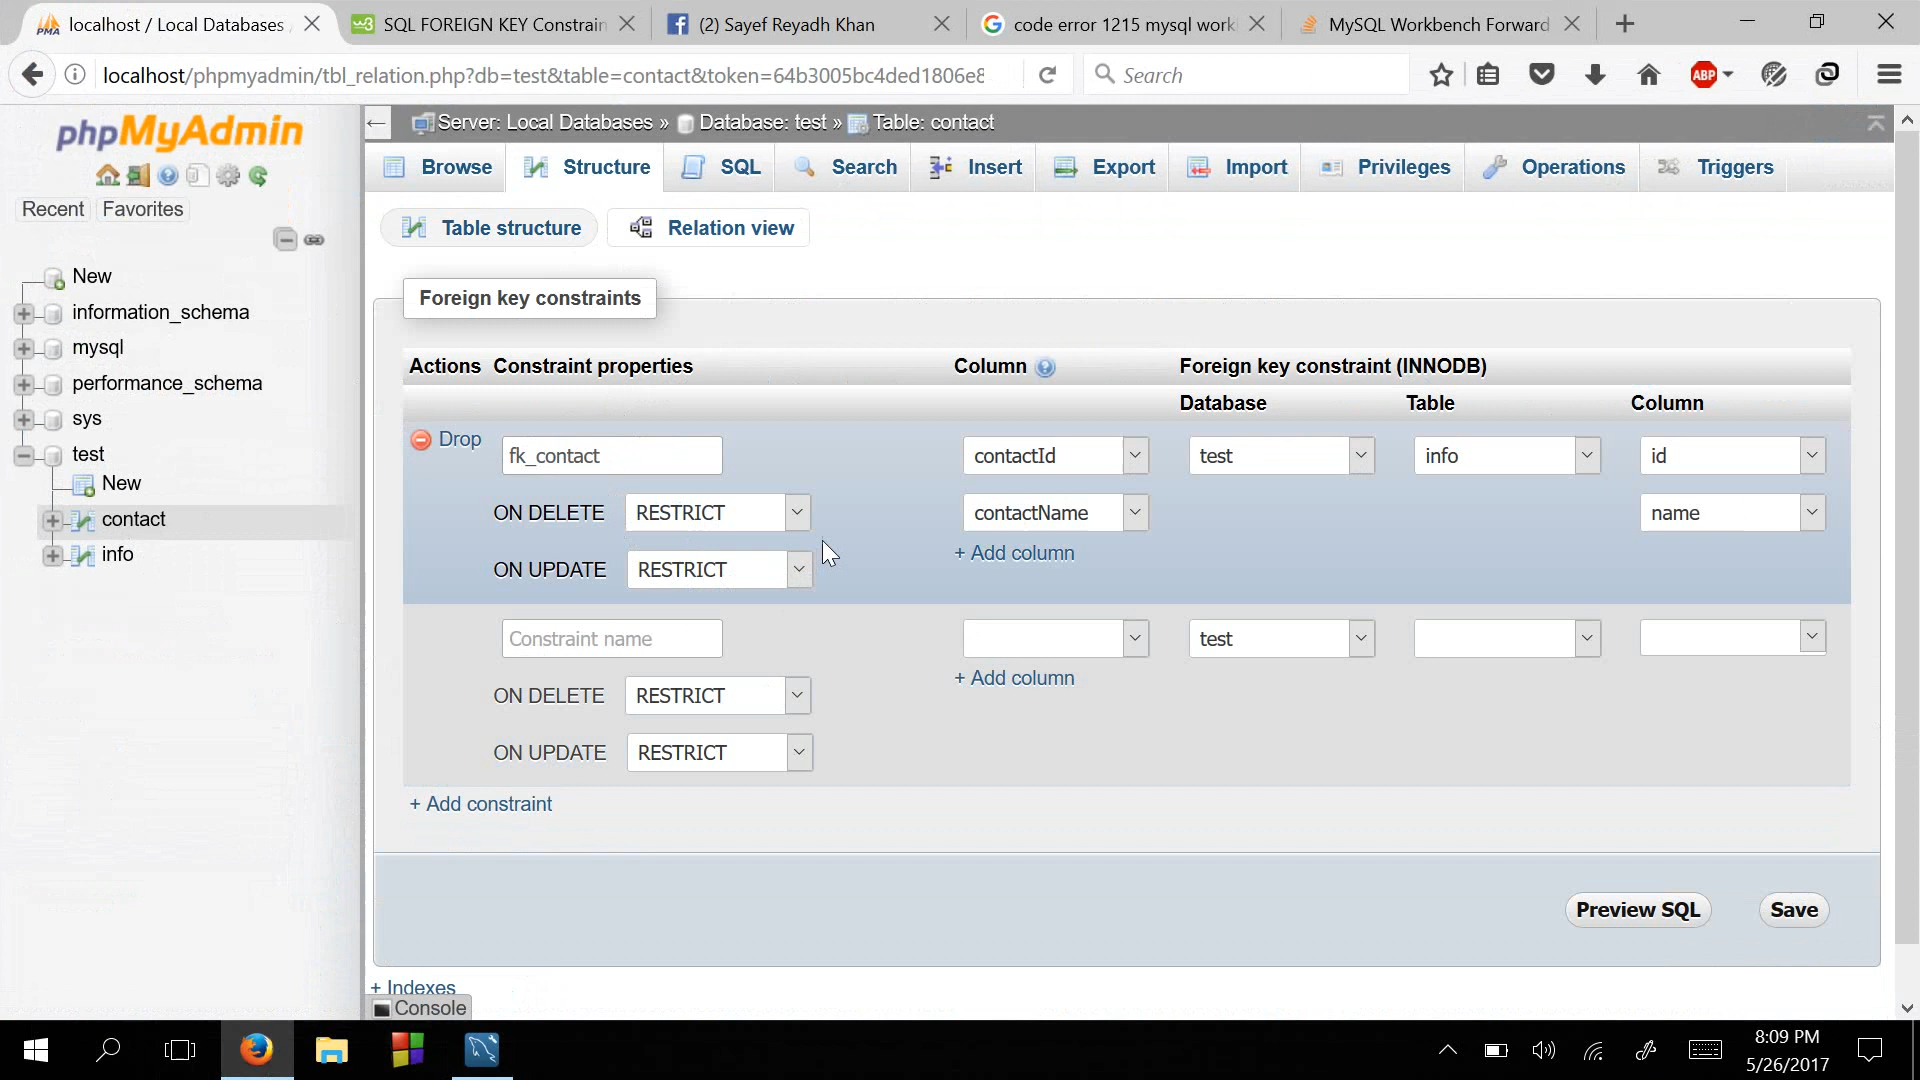 localhost / Local Databases
SQL FOREIGN KEY Constrain
(2) Sayef Reyadh Khan
code error 1215 mysql work
MySQL Workbench Forward
localhost/phpmyadmin/tbl_relation.php?db=test&table=contact&token=64b3005bc4ded1806e8
Search
ABP
phpMyAdmin
Recent
Favorites
New
information_schema
mysql
performance_schema
sys
test
New
contact
info
Server: Local Databases » Database: test » Table: contact
Browse
Structure
SQL
Search
Insert
Export
Import
Privileges
Operations
Triggers
Table structure
Relation view
Foreign key constraints
Actions Constraint properties Column Foreign key constraint (INNODB)
Database Table Column
Drop fk_contact contactId test info id
ON DELETE RESTRICT contactName name
+ Add column
ON UPDATE RESTRICT
Constraint name test
+ Add column
ON DELETE RESTRICT
ON UPDATE RESTRICT
+ Add constraint
Preview SQL Save
+ Indexes
Console
8:09 PM
5/26/2017